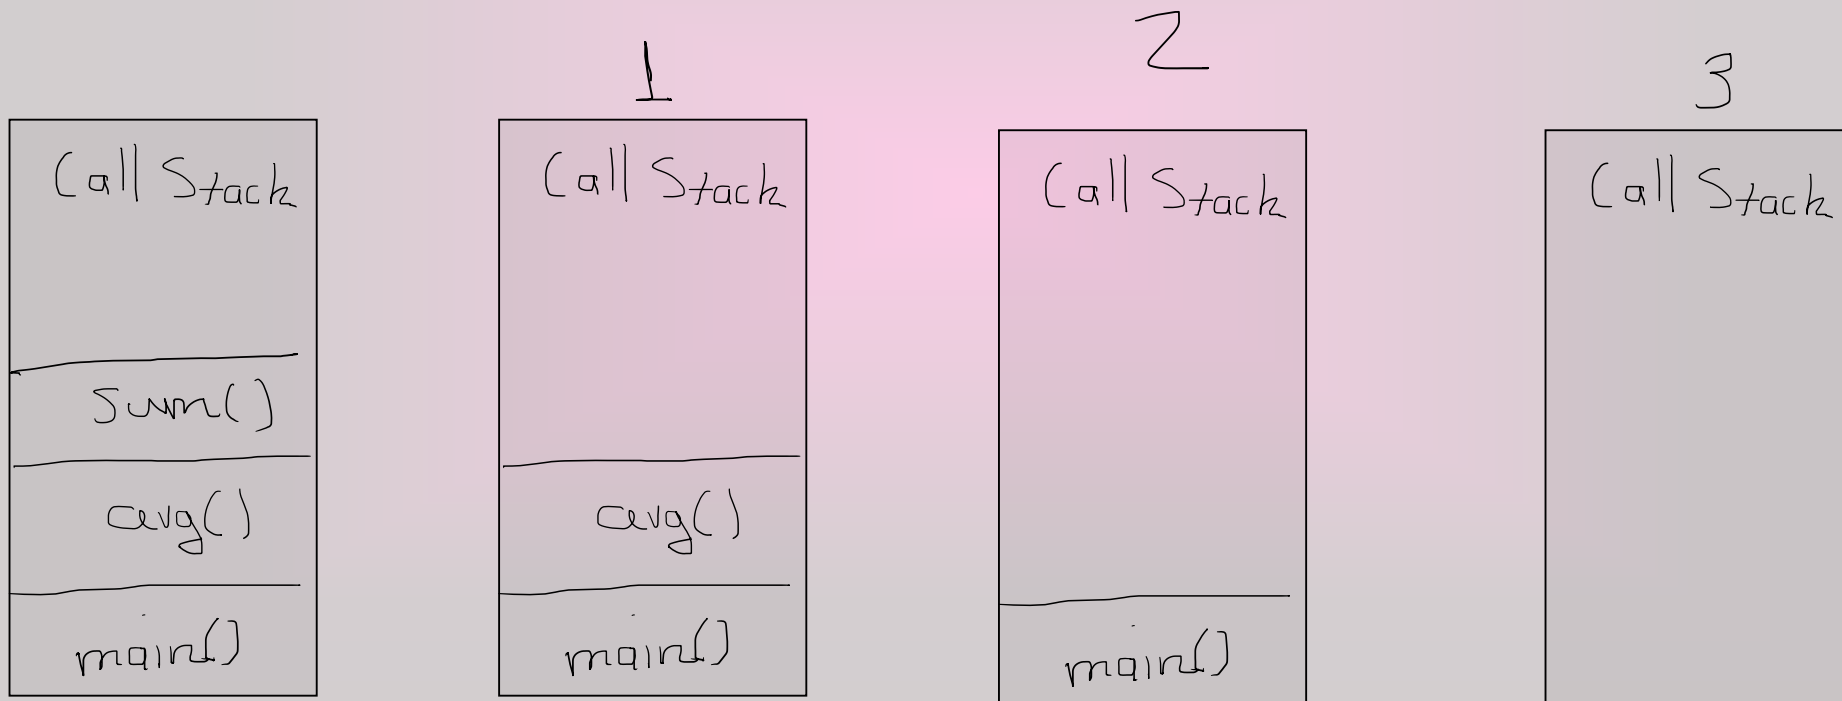 Call Stack
sum()
avg()
main()
1
Call Stack
avg()
main()
2
Call Stack
main()
3
Call Stack